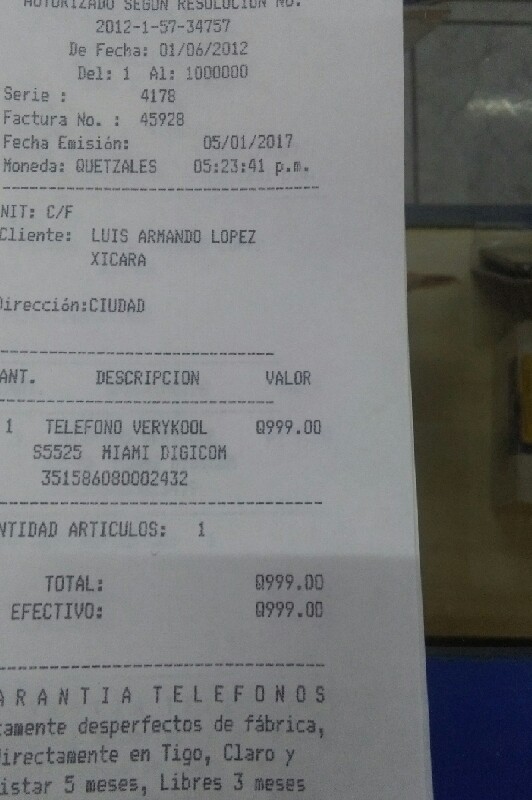 AUTORIZADO SEGUN RESOLUCION NO.
2012-1-57-34757
De Fecha: 01/06/2012
Del: 1 Al: 1000000
Serie : 4178
Factura No. : 45928
Fecha Emisión: 05/01/2017
Moneda: QUETZALES 05:23:41 p.m.
NIT: C/F
Cliente: LUIS ARMANDO LOPEZ
XICARA
Dirección:CIUDAD
ANT. DESCRIPCION VALOR
1 TELEFONO VERYKOOL Q999.00
S5525 MIAMI DIGICOM
351586080002432
NTIDAD ARTICULOS: 1
TOTAL: Q999.00
EFECTIVO: Q999.00
ARANTIA TELEFONOS
tamente desperfectos de fábrica,
directamente en Tigo, Claro y
istar 5 meses, Libres 3 meses